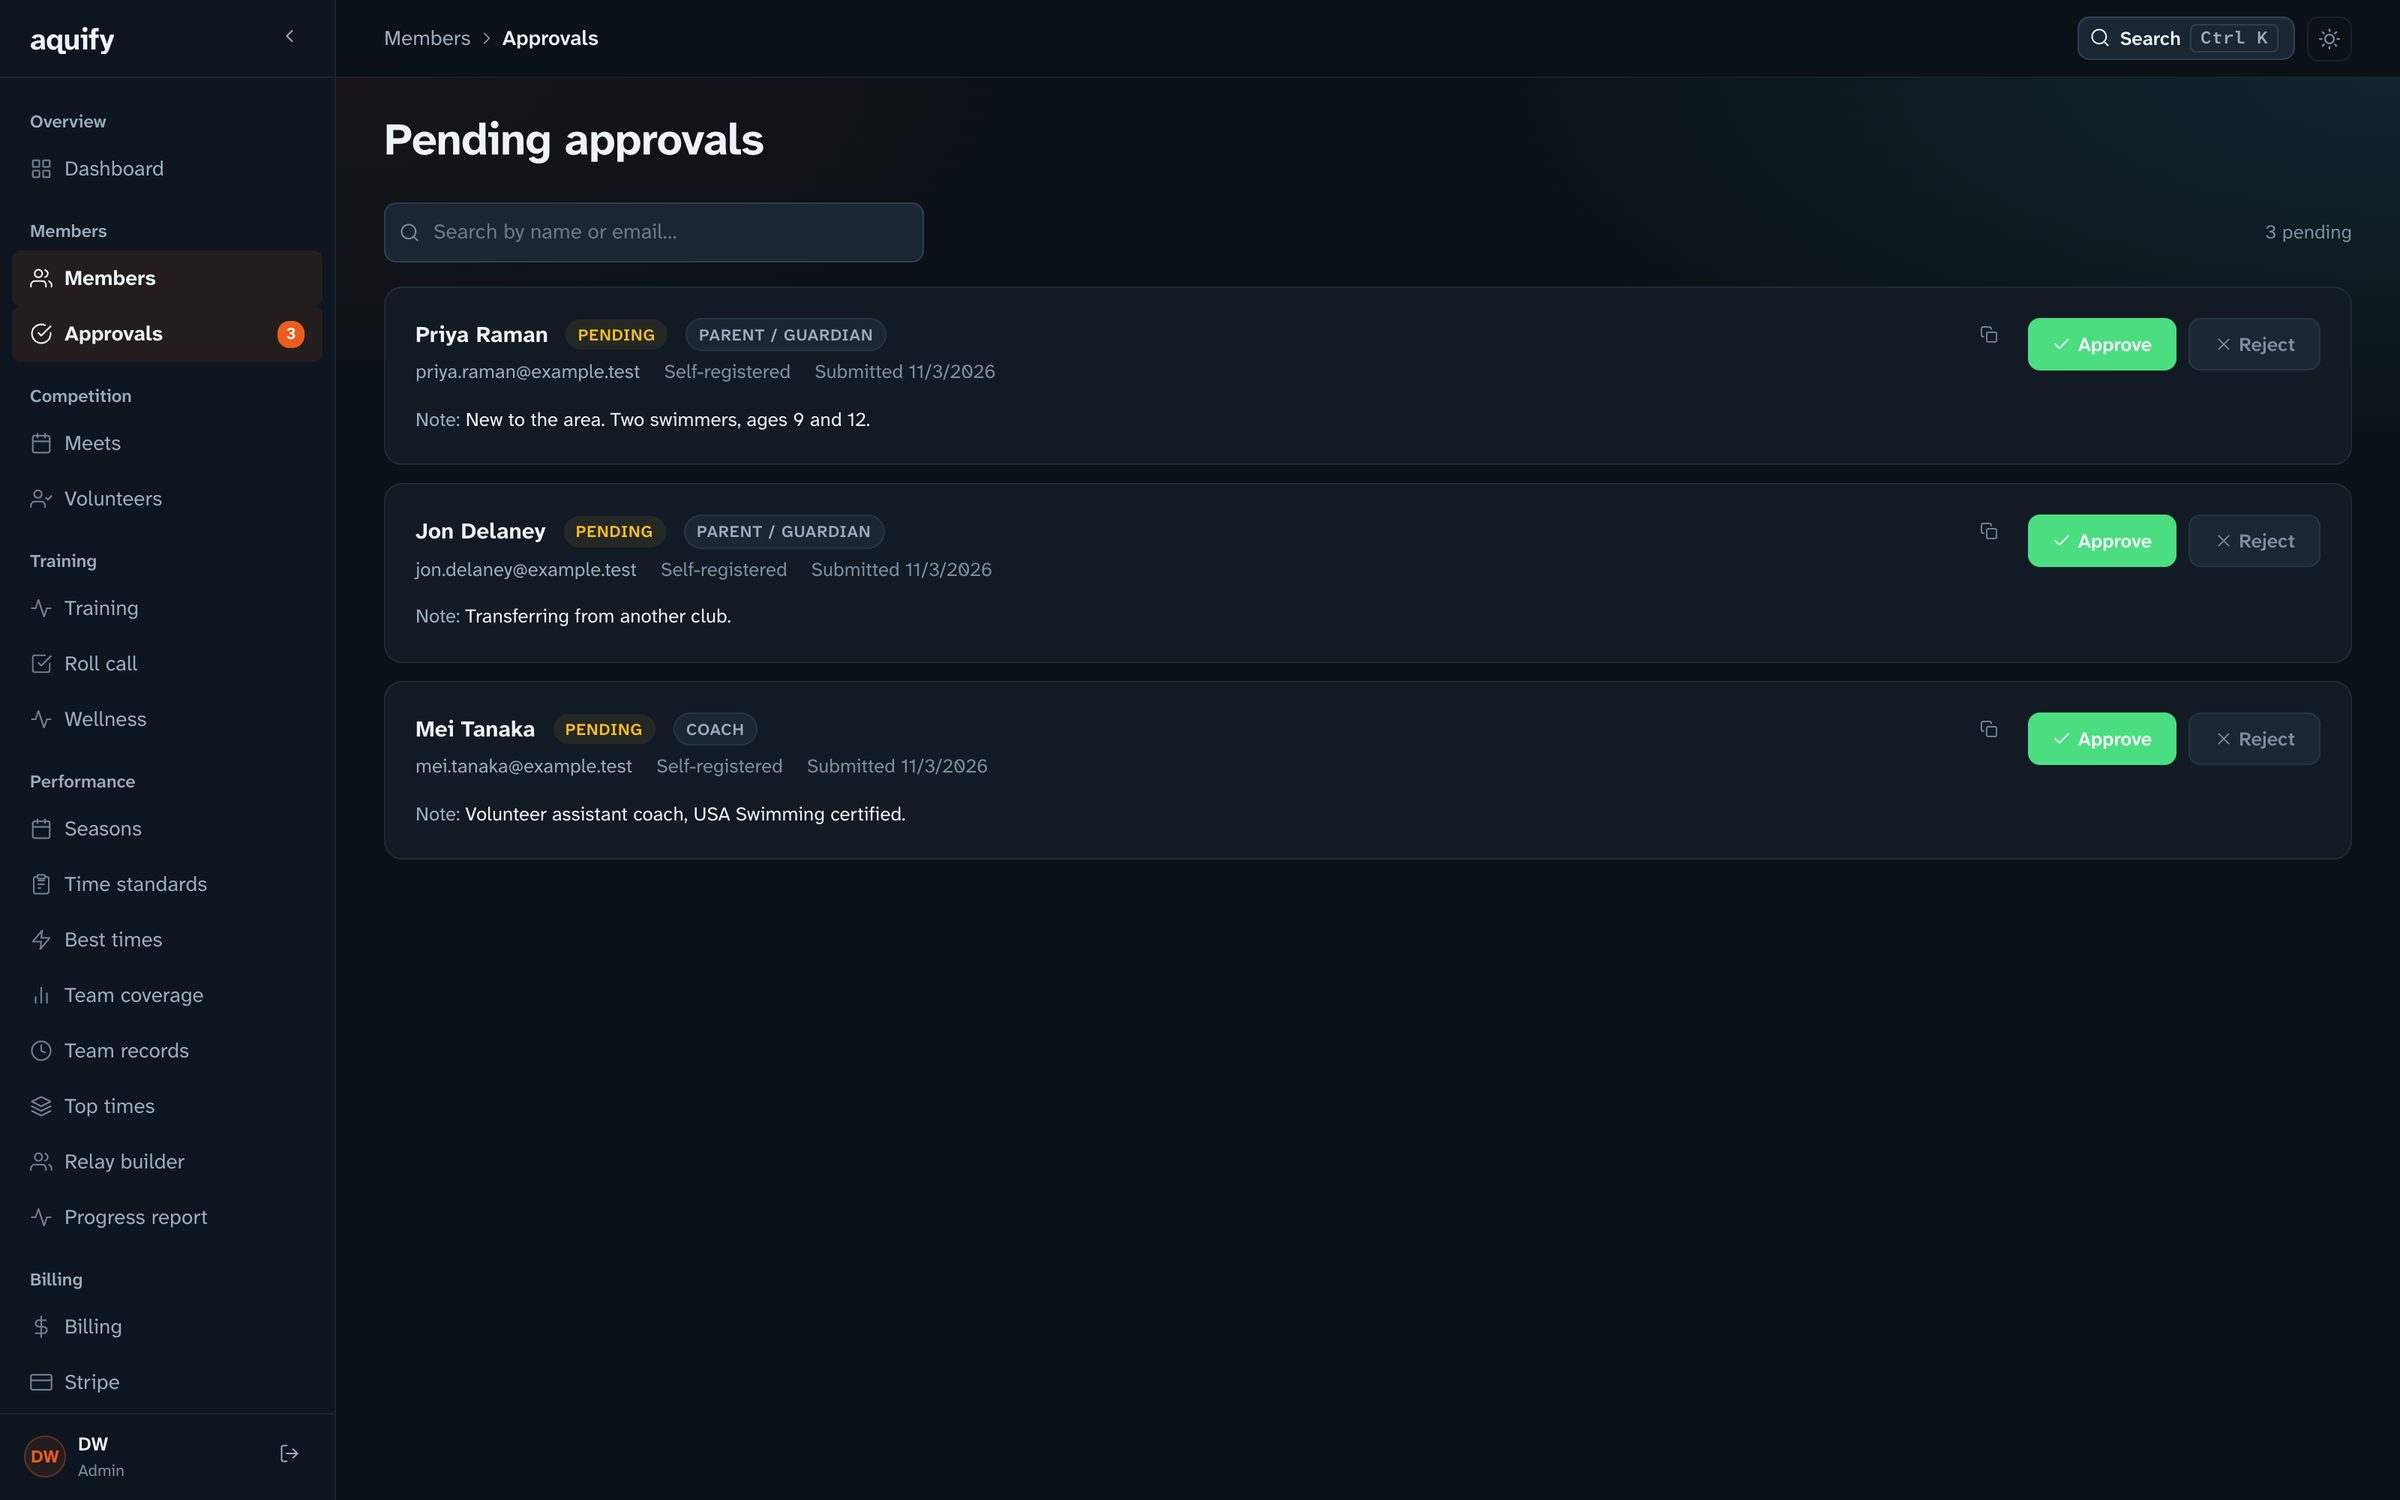 aquify
Members > Approvals
Search Ctrl K
Overview
Dashboard
Members
Members
Approvals 3
Competition
Meets
Volunteers
Training
Training
Roll call
Wellness
Performance
Seasons
Time standards
Best times
Team coverage
Team records
Top times
Relay builder
Progress report
Billing
Billing
Stripe
DW
DW
Admin
Pending approvals
Search by name or email...
3 pending
Priya Raman PENDING PARENT / GUARDIAN
Approve Reject
priya.raman@example.test Self-registered Submitted 11/3/2026
Note: New to the area. Two swimmers, ages 9 and 12.
Jon Delaney PENDING PARENT / GUARDIAN
Approve Reject
jon.delaney@example.test Self-registered Submitted 11/3/2026
Note: Transferring from another club.
Mei Tanaka PENDING COACH
Approve Reject
mei.tanaka@example.test Self-registered Submitted 11/3/2026
Note: Volunteer assistant coach, USA Swimming certified.